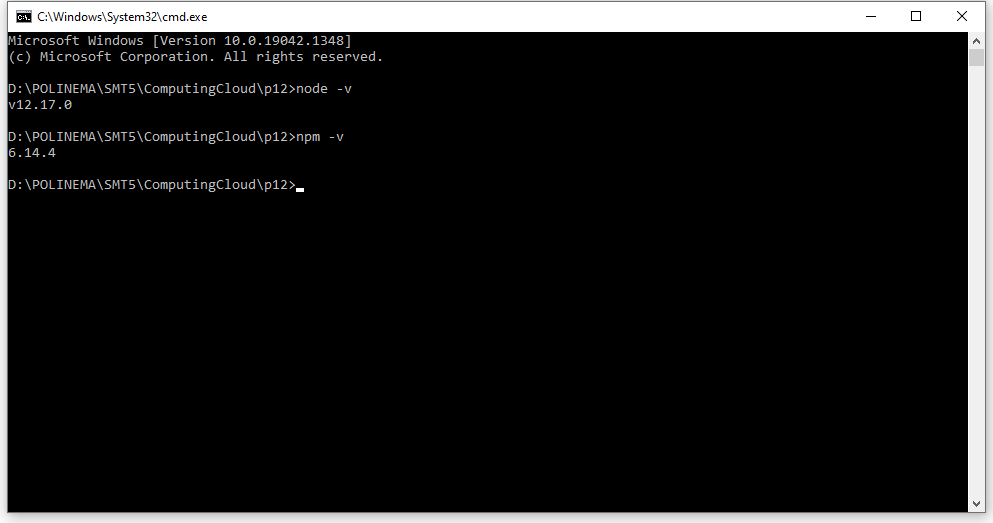 C:\Windows\System32\cmd.exe
Microsoft Windows [Version 10.0.19042.1348]
(c) Microsoft Corporation. All rights reserved.
D:\POLINEMA\SMT5\ComputingCloud\p12>node -v
v12.17.0
D:\POLINEMA\SMT5\ComputingCloud\p12>npm -v
6.14.4
D:\POLINEMA\SMT5\ComputingCloud\p12>